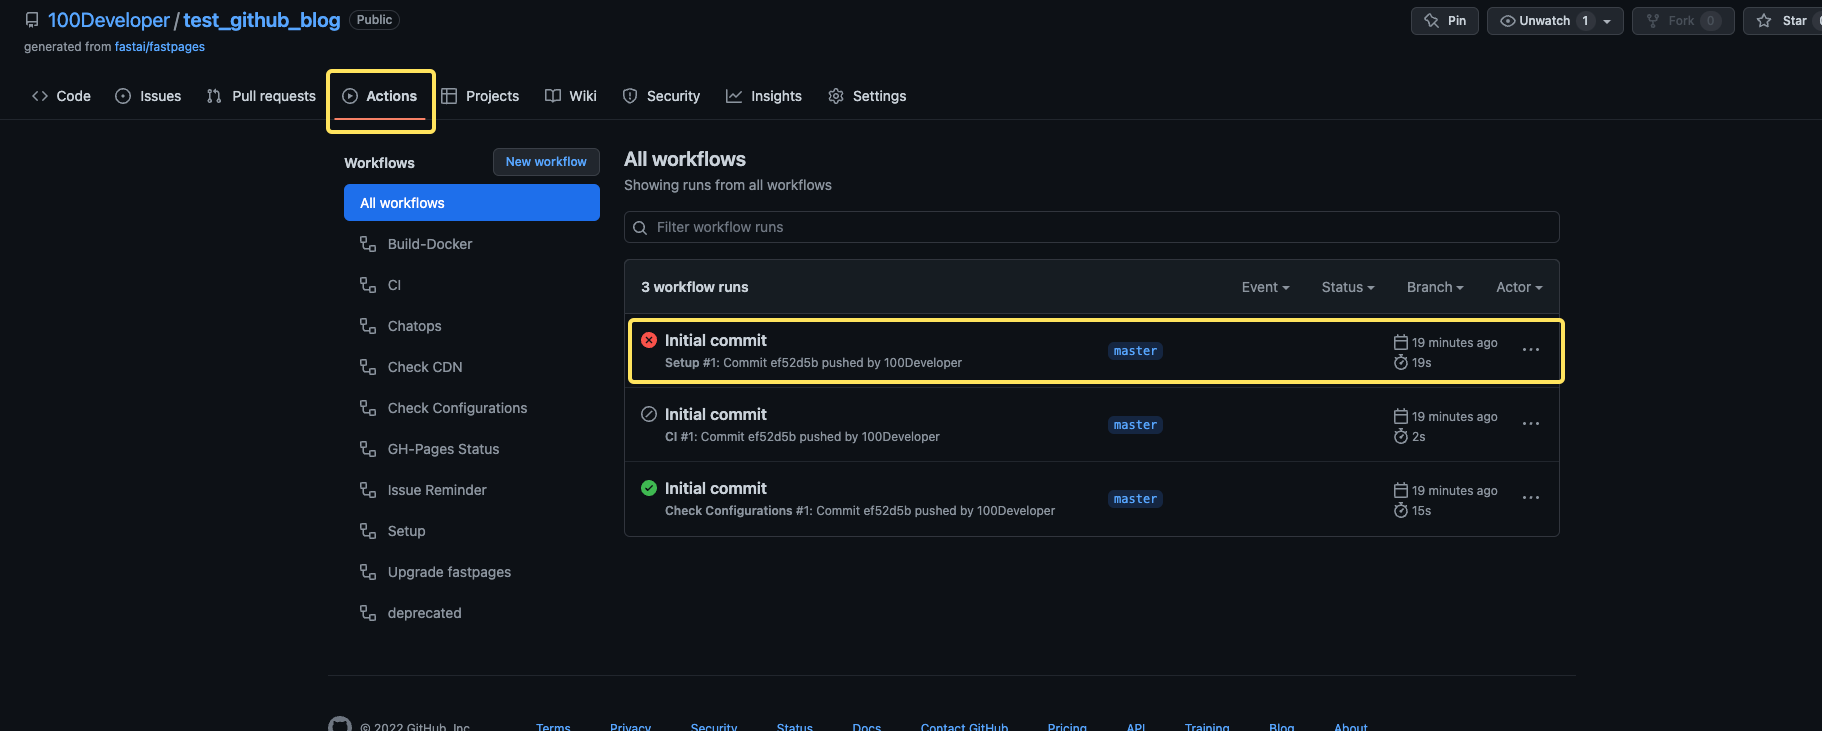 100Developer / test_github_blog Public
generated from fastai/fastpages
Pin
Unwatch 1
Fork 0
Star
Code
Issues
Pull requests
Actions
Projects
Wiki
Security
Insights
Settings
Workflows
New workflow
All workflows
Build-Docker
CI
Chatops
Check CDN
Check Configurations
GH-Pages Status
Issue Reminder
Setup
Upgrade fastpages
deprecated
All workflows
Showing runs from all workflows
Filter workflow runs
3 workflow runs
Event
Status
Branch
Actor
Initial commit
Setup #1: Commit ef52d5b pushed by 100Developer
master
19 minutes ago
19s
Initial commit
CI #1: Commit ef52d5b pushed by 100Developer
master
19 minutes ago
2s
Initial commit
Check Configurations #1: Commit ef52d5b pushed by 100Developer
master
19 minutes ago
15s
© 2022 GitHub, Inc.
Terms
Privacy
Security
Status
Docs
Contact GitHub
Pricing
API
Training
Blog
About